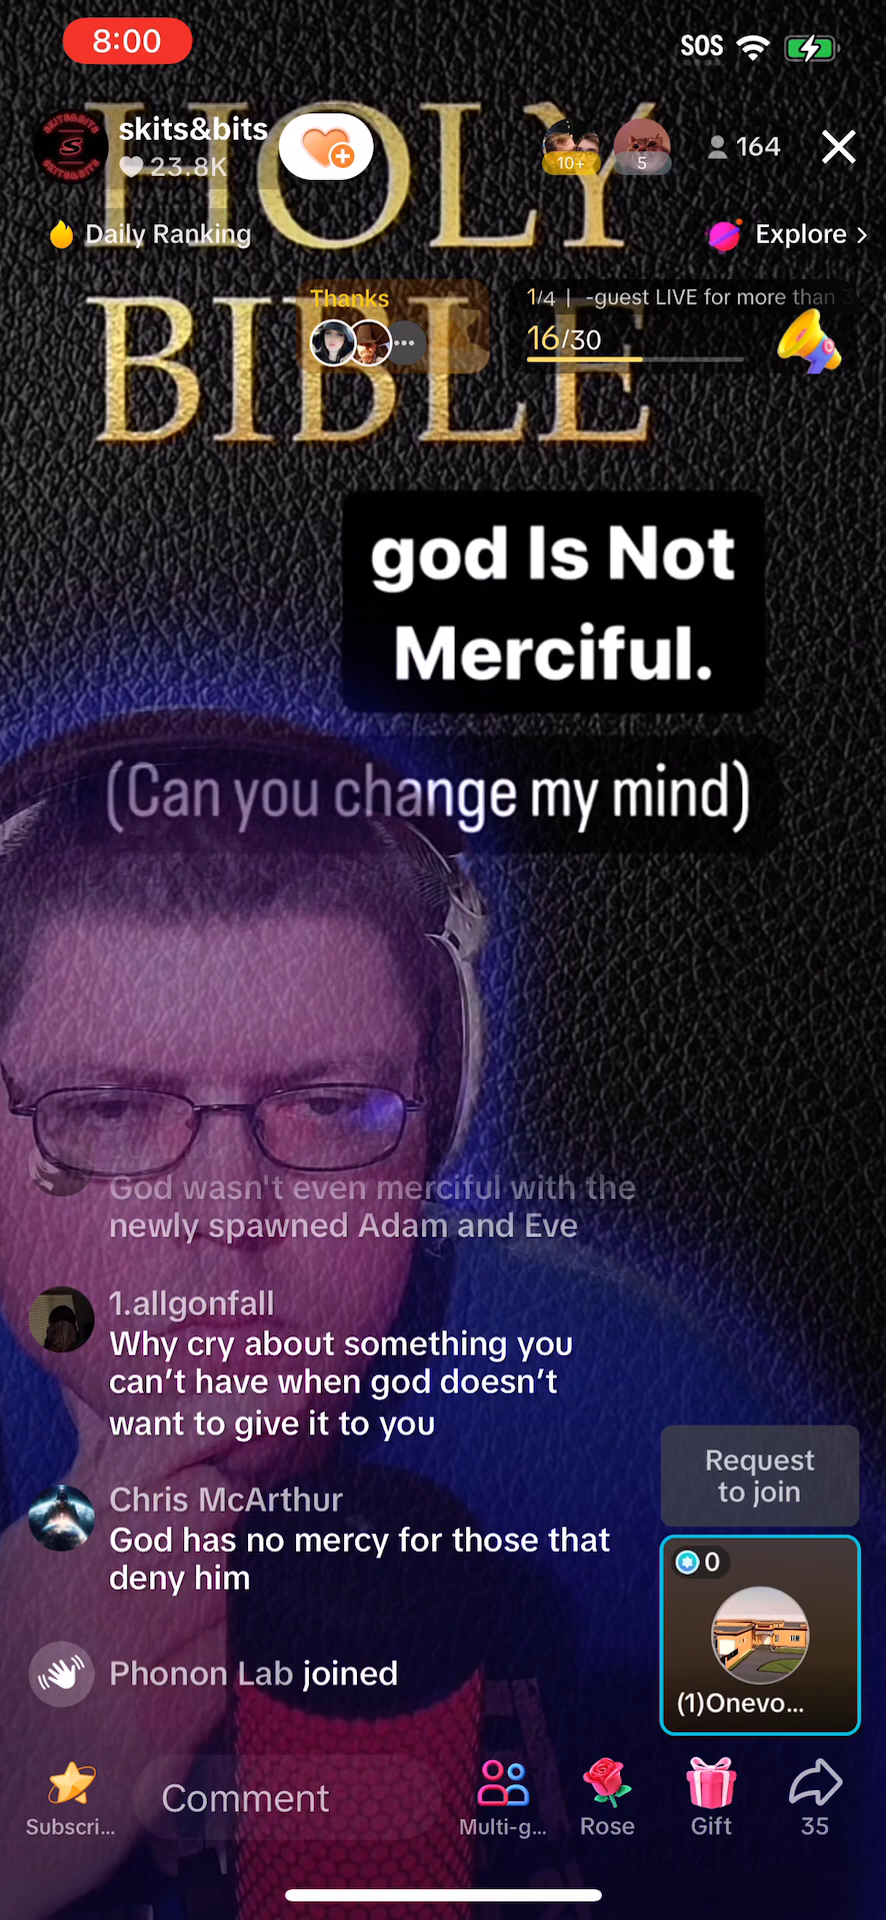 8:00
SOS
HOLY
BIBLE
skits&bits
23.8K
10+
5
164
Daily Ranking
Explore >
Thanks
1/4 | -guest LIVE for more than 3
16/30
god Is Not
Merciful.
(Can you change my mind)
God wasn't even merciful with the
newly spawned Adam and Eve
1.allgonfall
Why cry about something you
can’t have when god doesn’t
want to give it to you
Chris McArthur
God has no mercy for those that
deny him
Phonon Lab joined
Request
to join
0
(1)Onevo...
Comment
Subscri...
Multi-g...
Rose
Gift
35